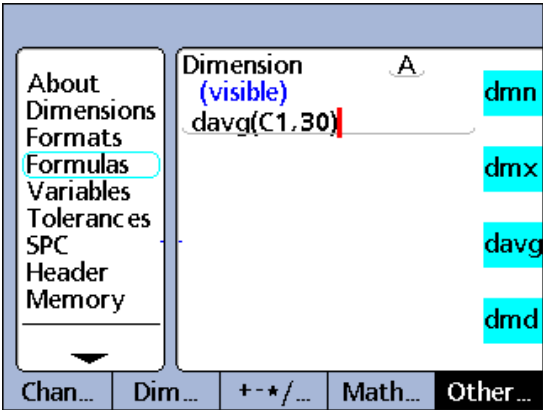 About
Dimensions
Formats
Formulas
Variables
Tolerances
SPC
Header
Memory
Dimension A
(visible)
davg(C1,30)
dmn
dmx
davg
dmd
Chan... Dim... +-*/... Math... Other...